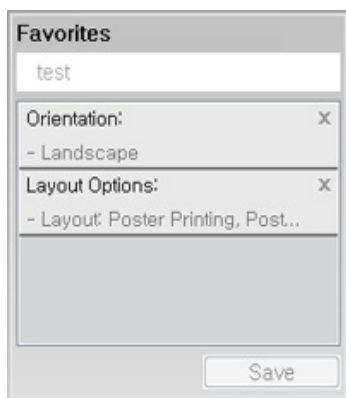 Favorites
test
Orientation: x
- Landscape
Layout Options: x
- Layout: Poster Printing, Post...
Save